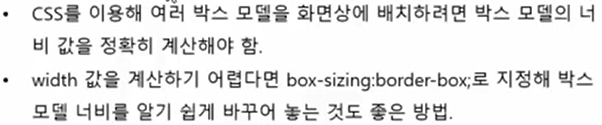 • CSS를 이용해 여러 박스 모델을 화면상에 배치하려면 박스 모델의 너
비 값을 정확히 계산해야 함.
• width 값을 계산하기 어렵다면 box-sizing:border-box;로 지정해 박스
모델 너비를 알기 쉽게 바꾸어 놓는 것도 좋은 방법.